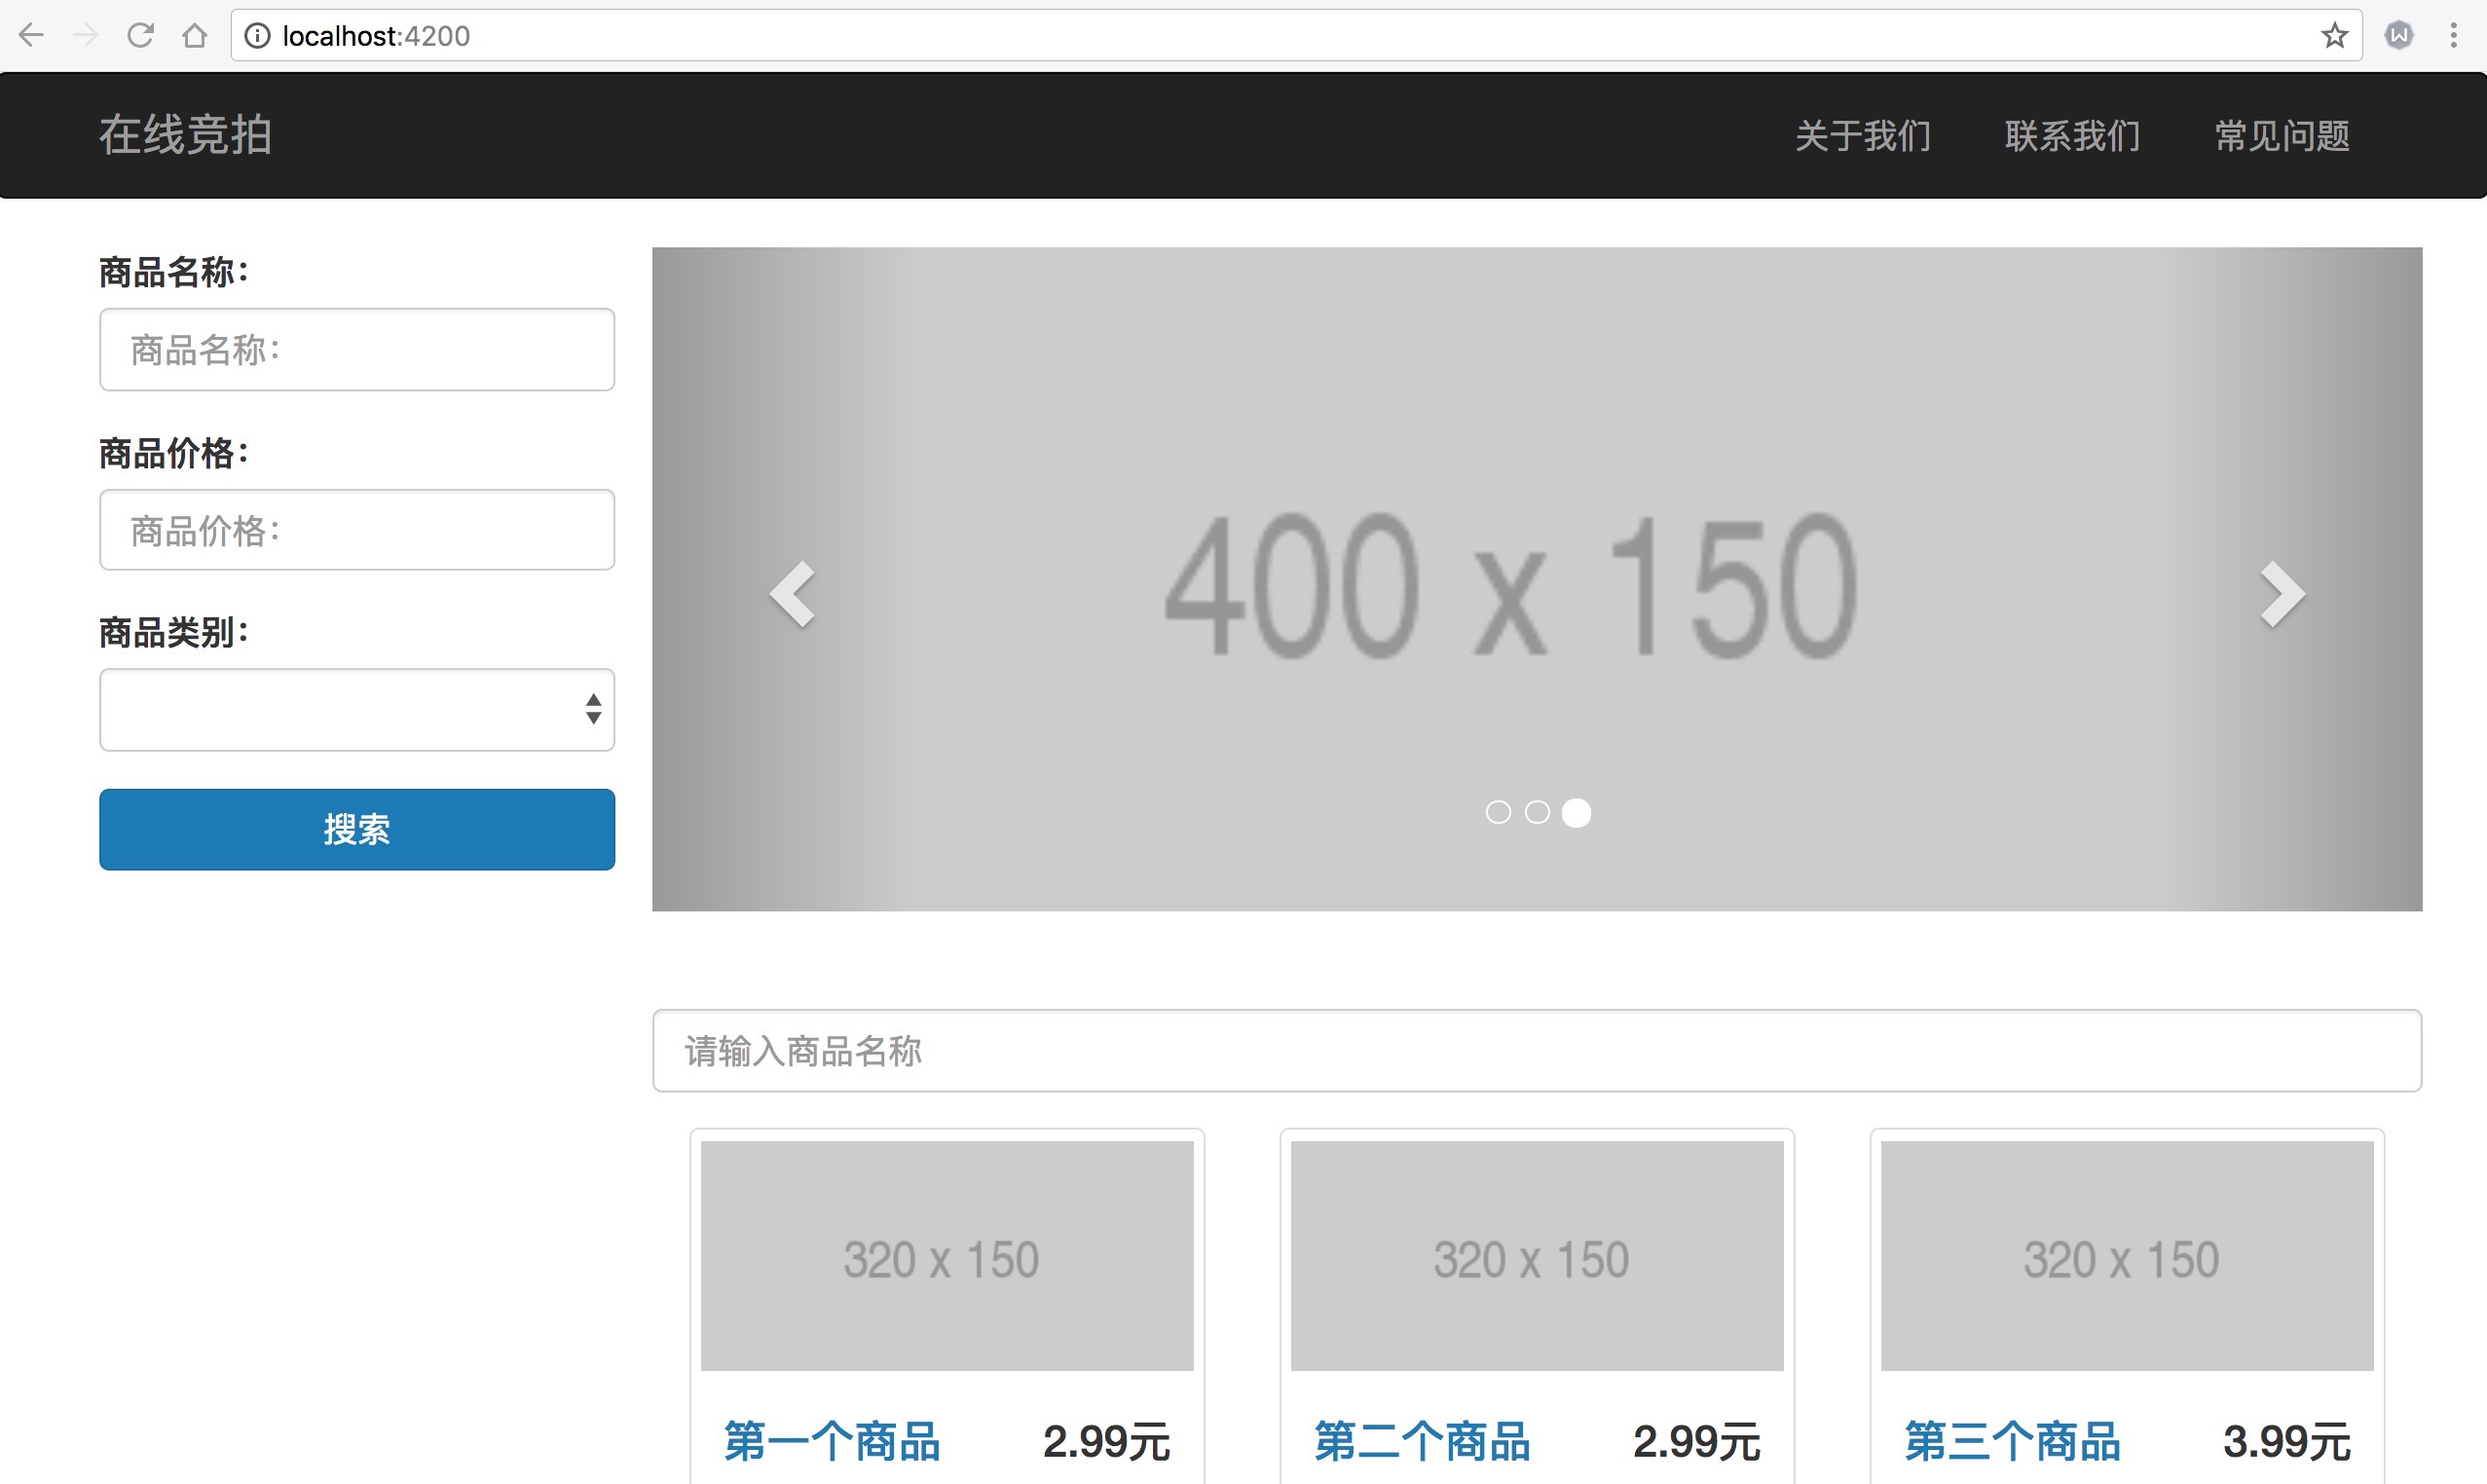 localhost:4200
在线竞拍
关于我们 联系我们 常见问题
商品名称：
商品名称：
商品价格：
商品价格：
商品类别：
搜索
400 x 150
请输入商品名称
320 x 150 320 x 150 320 x 150
第一个商品 2.99元 第二个商品 2.99元 第三个商品 3.99元